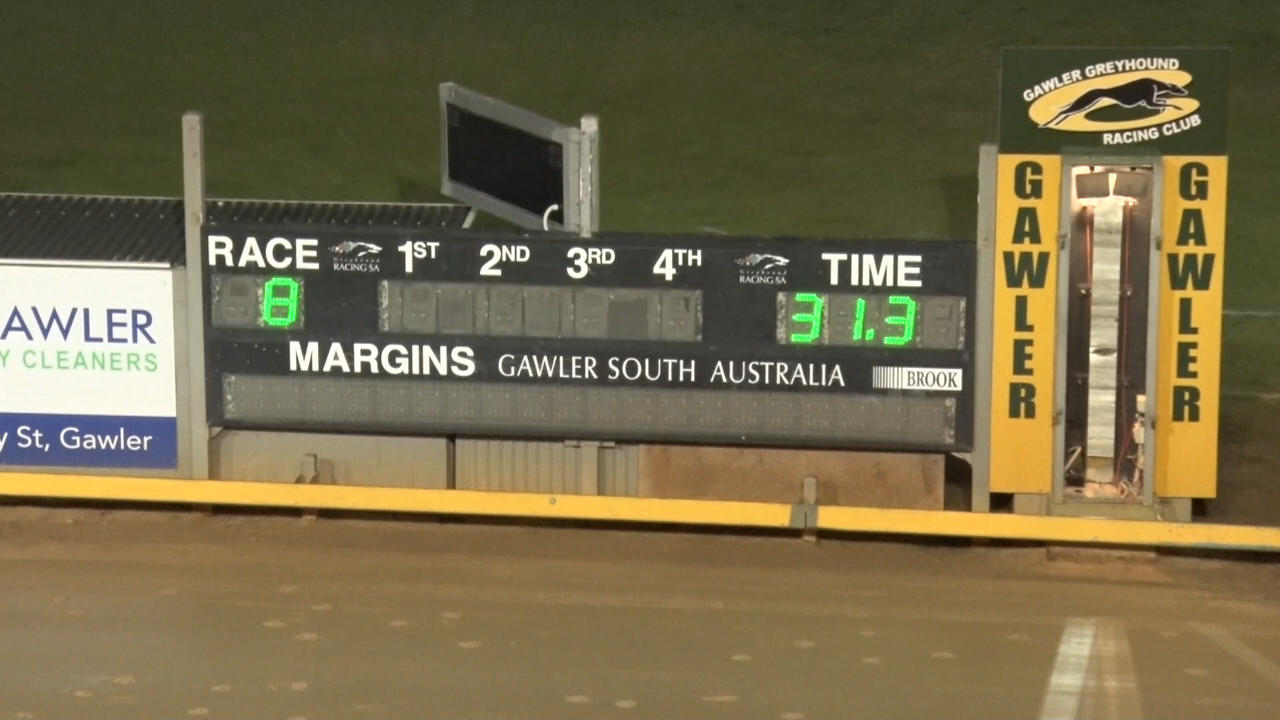 GAWLER GREYHOUND
RACING CLUB
GAWLER
GAWLER
RACE
Greyhound
RACING SA
1ST
2ND
3RD
4TH
Greyhound
RACING SA
TIME
8
31.3
MARGINS
GAWLER SOUTH AUSTRALIA
BROOK
AWLER
Y CLEANERS
y St, Gawler